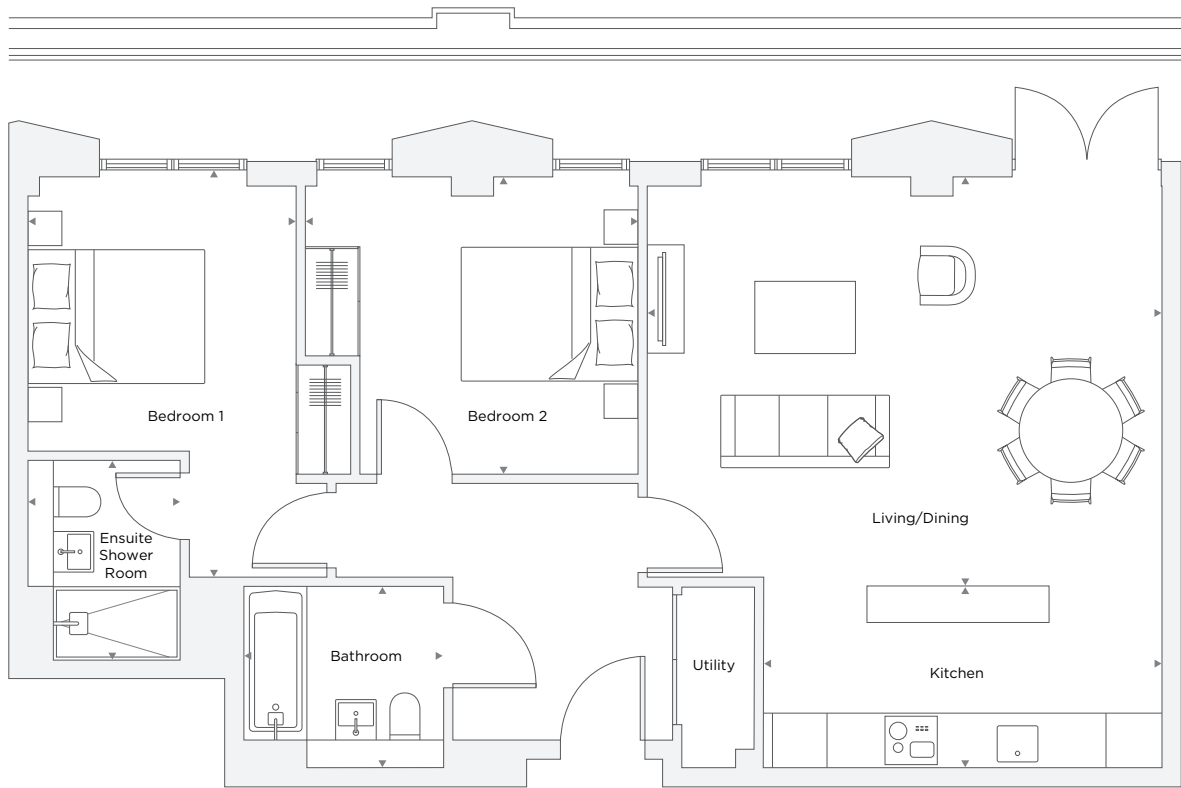 Bedroom 1
Bedroom 2
Living/Dining
Ensuite
Shower
Room
Bathroom
Utility
Kitchen